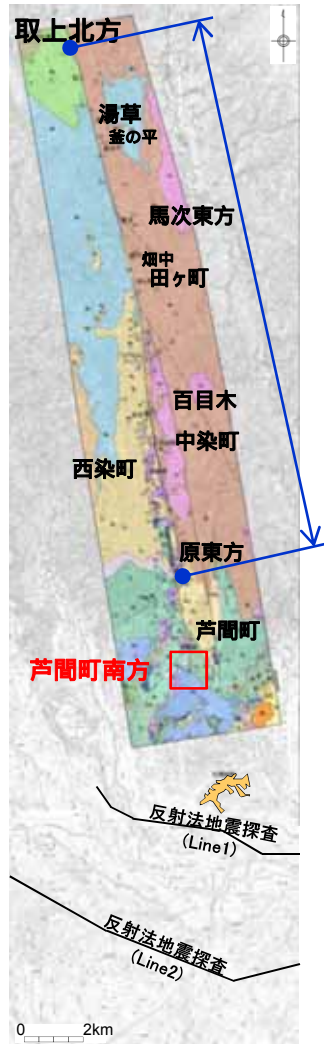 取上北方
湯草
釜の平
馬次東方
畑中
田ヶ町
百目木
中染町
西染町
原東方
芦間町
芦間町南方
反射法地震探査
(Line1)
反射法地震探査
(Line2)
0 2km